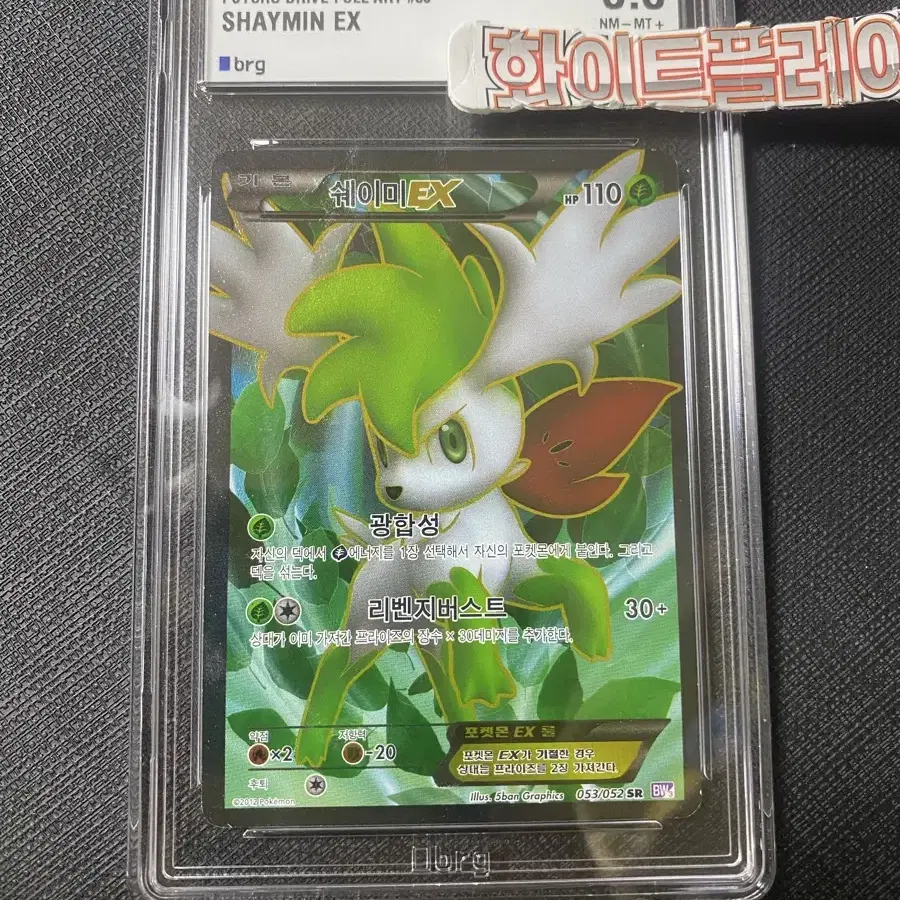 SHAYMIN EX
NM-MT+
brg
화이트플레이
기본
쉐이미EX
HP 110
광합성
자신의 덱에서 에너지를 1장 선택해서 자신의 포켓몬에게 붙인다. 그리고
덱을 섞는다.
리벤지버스트 30+
상대가 이미 가져간 프라이즈의 장수 × 30데미지를 추가한다.
약점 저항력
×2 -20
후퇴
포켓몬 EX 룰
포켓몬 EX가 기절한 경우
상대는 프라이즈를 2장 가져간다.
©2012 Pokémon
Illus. 5ban Graphics 053/052 SR BW5
brg